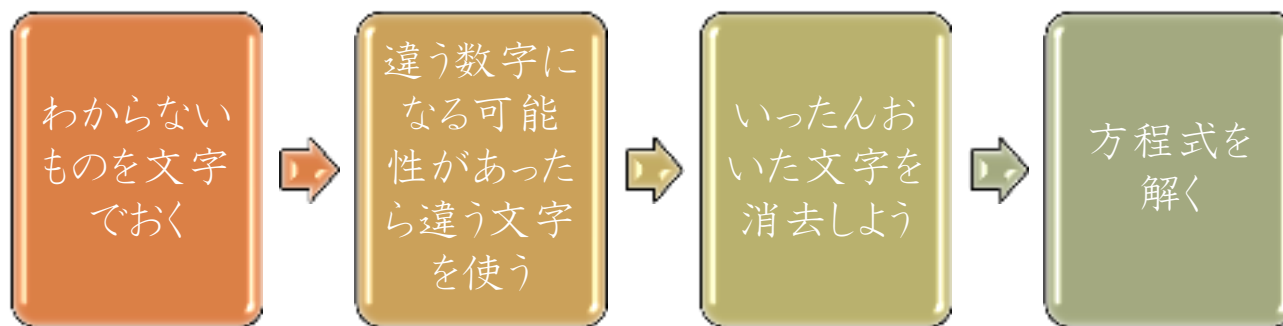 わからない
ものを文字
でおく
違う数字に
なる可能
性があった
ら違う文字
を使う
いったんお
いた文字を
消去しよう
方程式を
解く